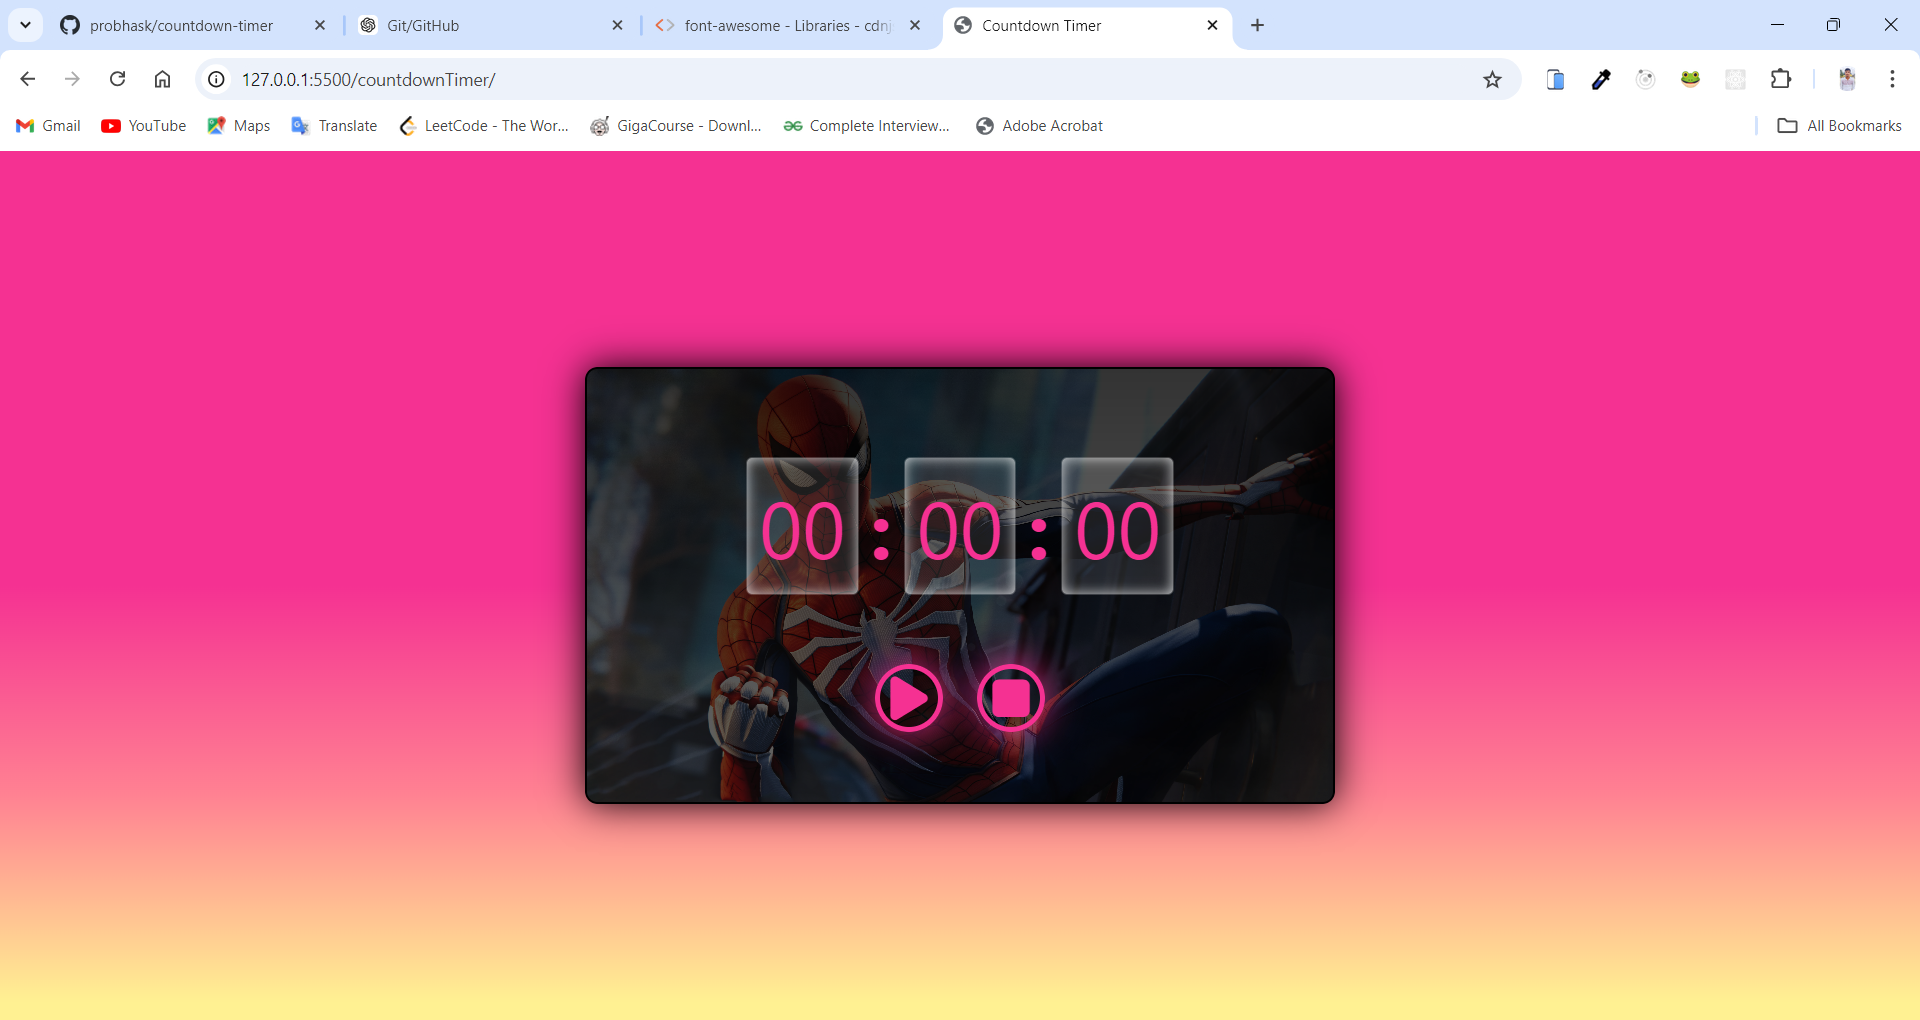 probhask/countdown-timer
Git/GitHub
font-awesome - Libraries - cdnj
Countdown Timer
127.0.0.1:5500/countdownTimer/
Gmail
YouTube
Maps
Translate
LeetCode - The Wor...
GigaCourse - Downl...
Complete Interview...
Adobe Acrobat
All Bookmarks
00 : 00 : 00